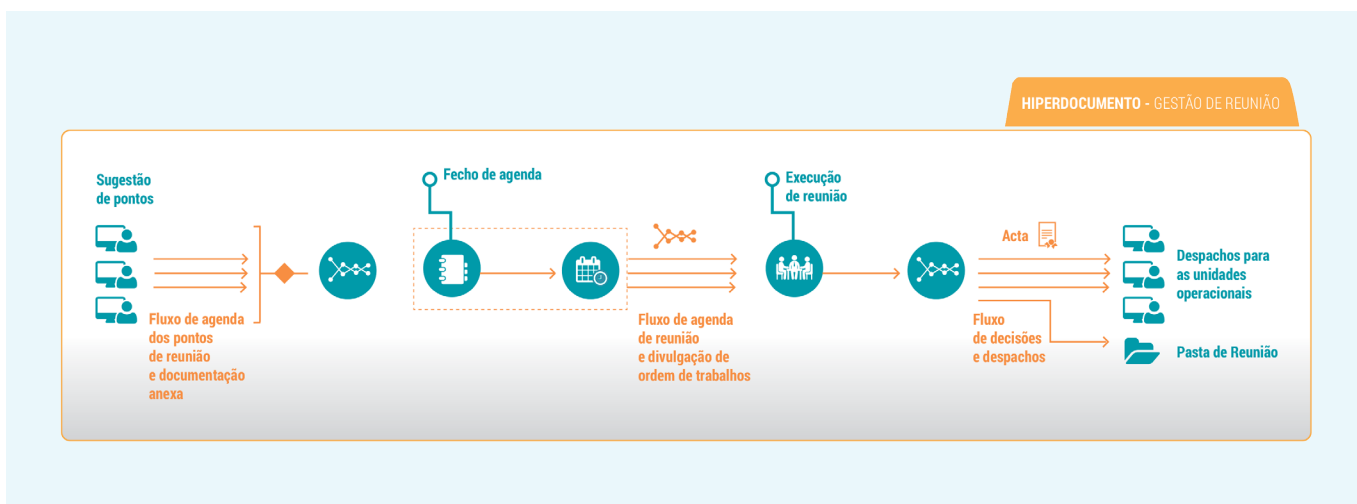 HIPERDOCUMENTO - GESTÃO DE REUNIÃO
Sugestão
de pontos
Fluxo de agenda
dos pontos
de reunião
e documentação
anexa
Fecho de agenda
Fluxo de agenda
de reunião
e divulgação de
ordem de trabalhos
Execução
de reunião
Acta
Fluxo
de decisões
e despachos
Despachos para
as unidades
operacionais
Pasta de Reunião